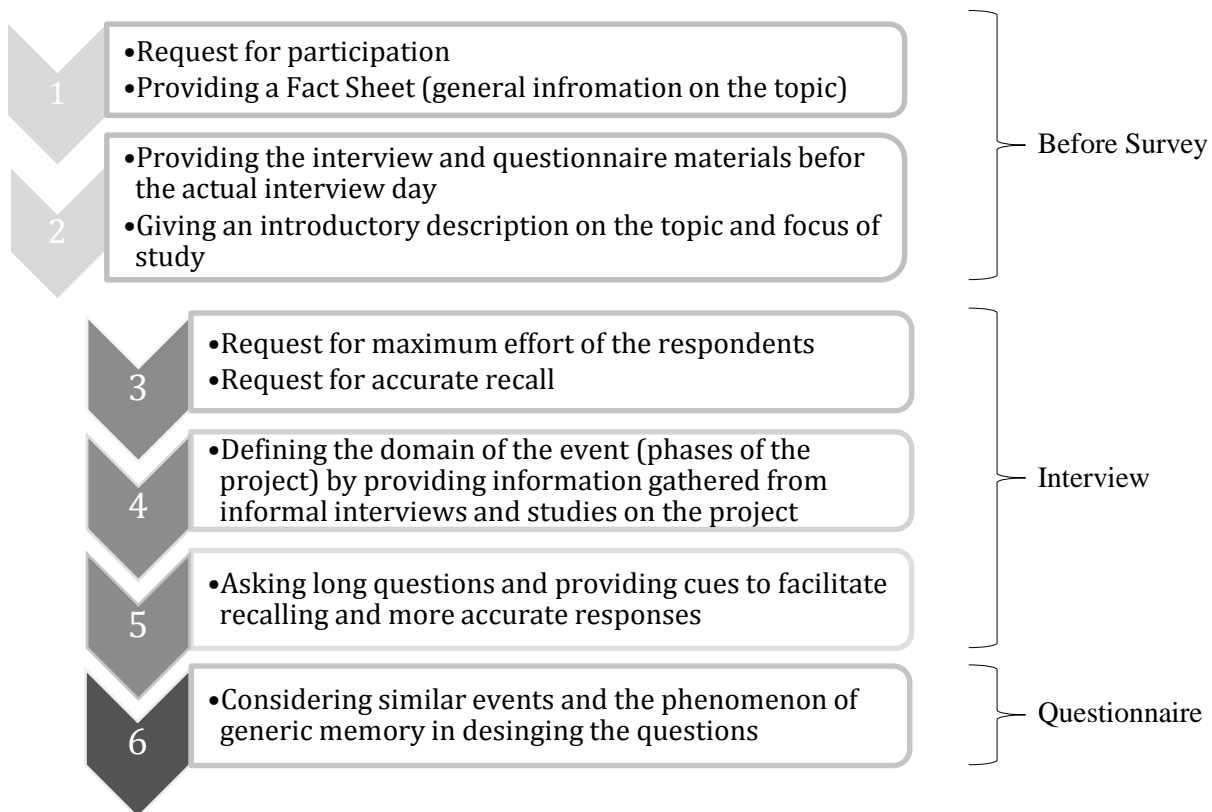 1
•Request for participation
•Providing a Fact Sheet (general infromation on the topic)
Before Survey
2
•Providing the interview and questionnaire materials befor
the actual interview day
•Giving an introductory description on the topic and focus of
study
3
•Request for maximum effort of the respondents
•Request for accurate recall
4
•Defining the domain of the event (phases of the
project) by providing information gathered from
informal interviews and studies on the project
Interview
5
•Asking long questions and providing cues to facilitate
recalling and more accurate responses
6
•Considering similar events and the phenomenon of
generic memory in desinging the questions
Questionnaire